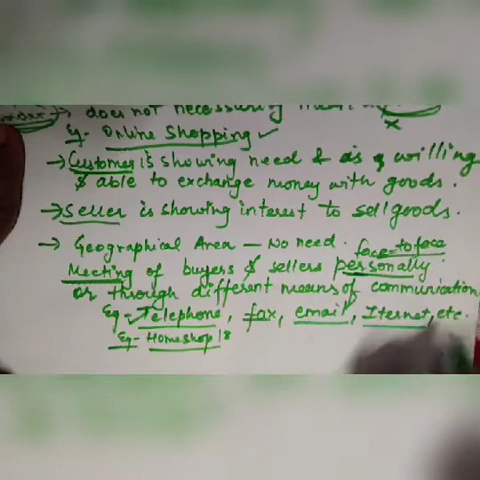 does not necessarily mean a
Eg- Online Shopping ✓ x
→ Customer is showing need & is willing
& able to exchange money with goods.
→ Seller is showing interest to sell goods.
→ Geographical Area — No need. face-to-face
Meeting of buyers & sellers personally
or through different means of communication
Eg- Telephone, fax, email, Iternet, etc.
Eg- Homeshop 18